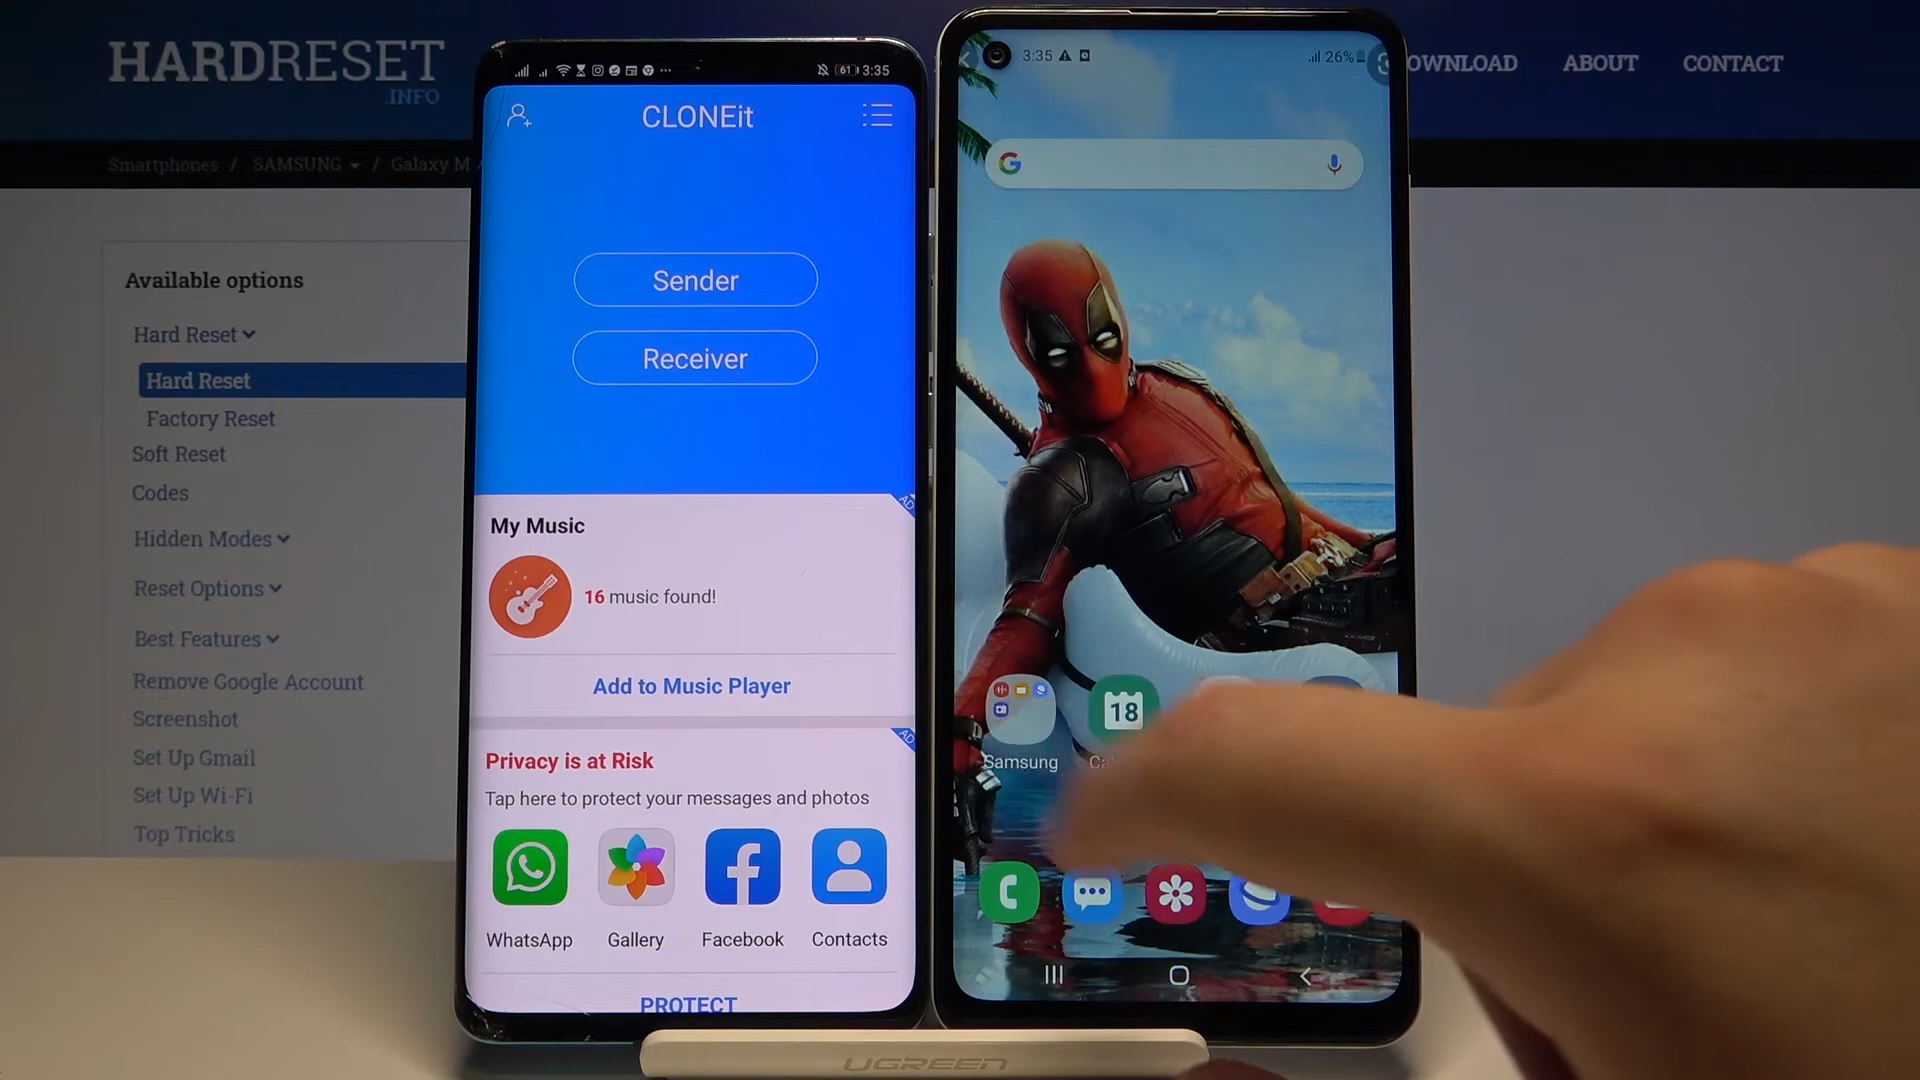 HARDRESET
.INFO
ABOUT
CONTACT
Smartphones / SAMSUNG / Galaxy M
Available options
Hard Reset
Hard Reset
Factory Reset
Soft Reset
Codes
Hidden Modes
Reset Options
Best Features
Remove Google Account
Screenshot
Set Up Gmail
Set Up Wi-Fi
Top Tricks
61 3:35
CLONEit
Sender
Receiver
AD
My Music
16 music found!
Add to Music Player
AD
Privacy is at Risk
Tap here to protect your messages and photos
WhatsApp
Gallery
Facebook
Contacts
PROTECT
3:35
26%
18
Samsung
UGREEN